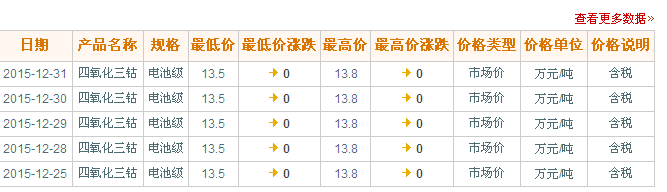 查看更多数据»
日期 产品名称 规格 最低价 最低价涨跌 最高价 最高价涨跌 价格类型 价格单位 价格说明
2015-12-31 四氧化三钴 电池级 13.5 → 0 13.8 → 0 市场价 万元/吨 含税
2015-12-30 四氧化三钴 电池级 13.5 → 0 13.8 → 0 市场价 万元/吨 含税
2015-12-29 四氧化三钴 电池级 13.5 → 0 13.8 → 0 市场价 万元/吨 含税
2015-12-28 四氧化三钴 电池级 13.5 → 0 13.8 → 0 市场价 万元/吨 含税
2015-12-25 四氧化三钴 电池级 13.5 → 0 13.8 → 0 市场价 万元/吨 含税